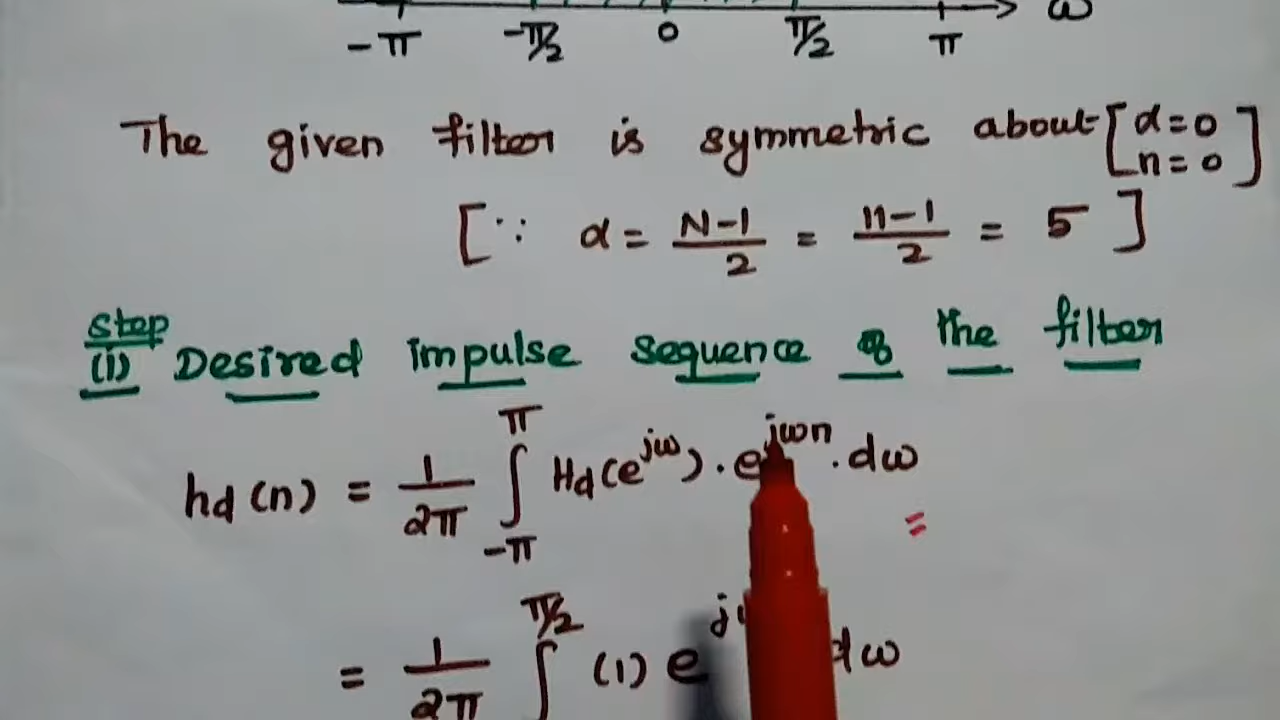 -π -π/2 0 π/2 π ω
The given filter is symmetric about [α=0 n=0]
[∵ α = N-1/2 = 11-1/2 = 5]
Step (i) Desired impulse sequence of the filter
hd(n) = 1/2π ∫_{-π}^{π} Hd(e^{jω}) . e^{jωn} . dω
=
= 1/2π ∫^{π/2} (1) e^{j dω